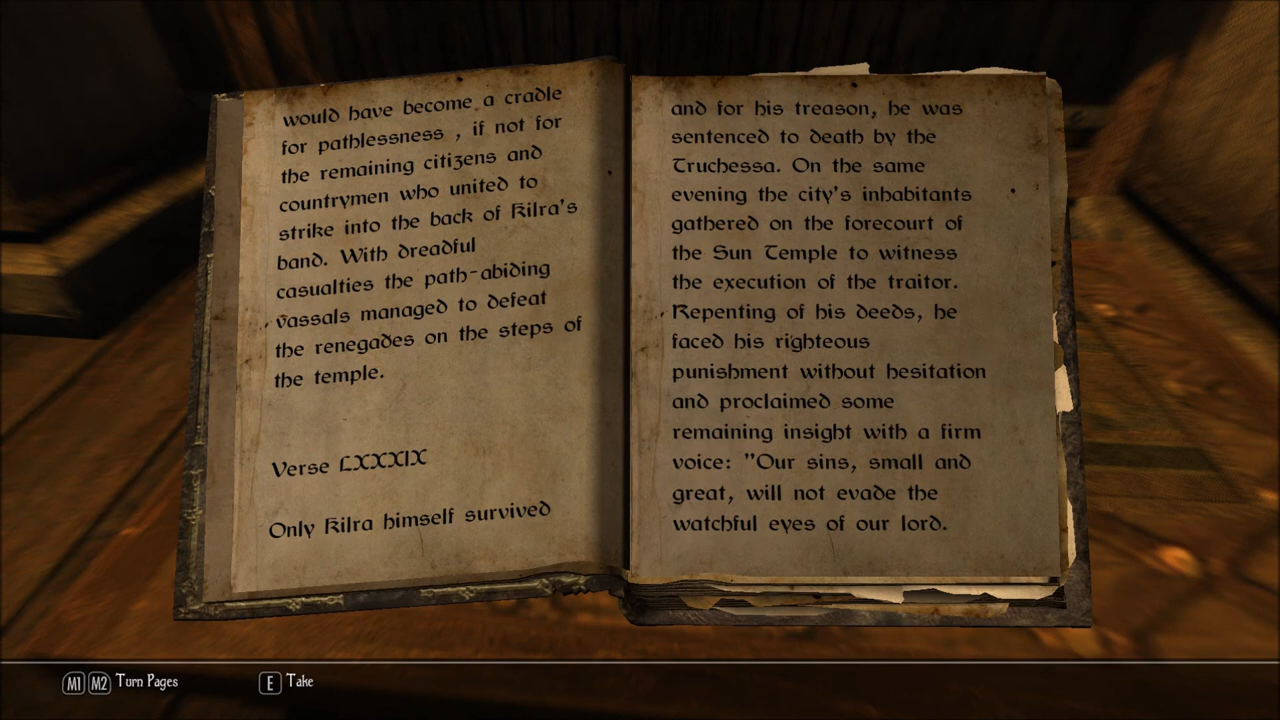 would have become a cradle
for pathlessness , if not for
the remaining citizens and
countrymen who united to
strike into the back of Kilra's
band. With dreadful
casualties the path-abiding
vassals managed to defeat
the renegades on the steps of
the temple.
Verse LXXXIX
Only Kilra himself survived
and for his treason, he was
sentenced to death by the
Truchessa. On the same
evening the city's inhabitants
gathered on the forecourt of
the Sun Temple to witness
the execution of the traitor.
Repenting of his deeds, he
faced his righteous
punishment without hesitation
and proclaimed some
remaining insight with a firm
voice: "Our sins, small and
great, will not evade the
watchful eyes of our lord.
M1 M2 Turn Pages
E Take